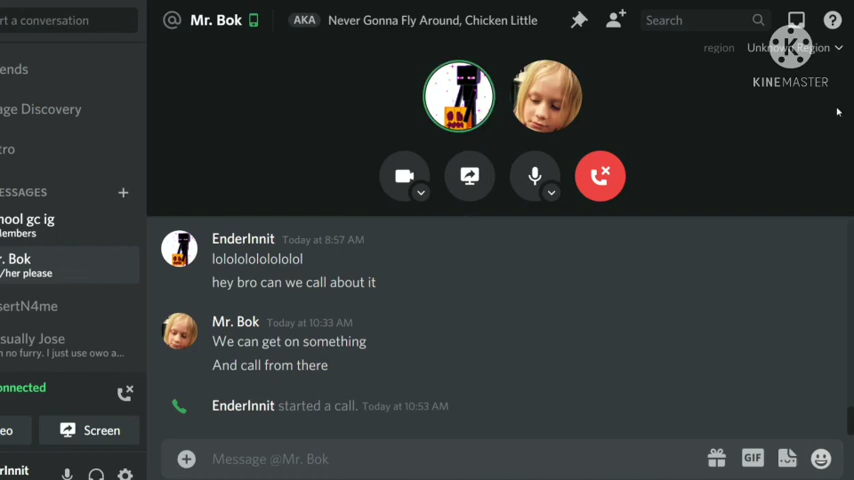 rt a conversation
@ Mr. Bok AKA Never Gonna Fly Around, Chicken Little
Search
region Unknown Region
K
KINEMASTER
ends
age Discovery
tro
ESSAGES +
hool gc ig
embers
r. Bok
/her please
sertN4me
sually Jose
n no furry. I just use owo a...
onnected
eo
Screen
rInnit
EnderInnit Today at 8:57 AM
lolololololololol
hey bro can we call about it
Mr. Bok Today at 10:33 AM
We can get on something
And call from there
EnderInnit started a call. Today at 10:53 AM
Message @Mr. Bok
GIF